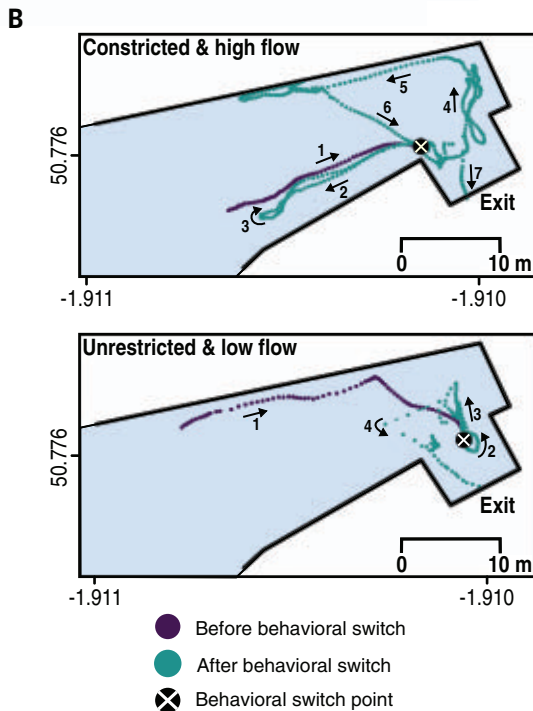 B
Constricted & high flow
5
4
6
1
2
7
3
50.776
Exit
0 10 m
-1.911 -1.910
Unrestricted & low flow
1
4
3
2
50.776
Exit
0 10 m
-1.911 -1.910
Before behavioral switch
After behavioral switch
Behavioral switch point